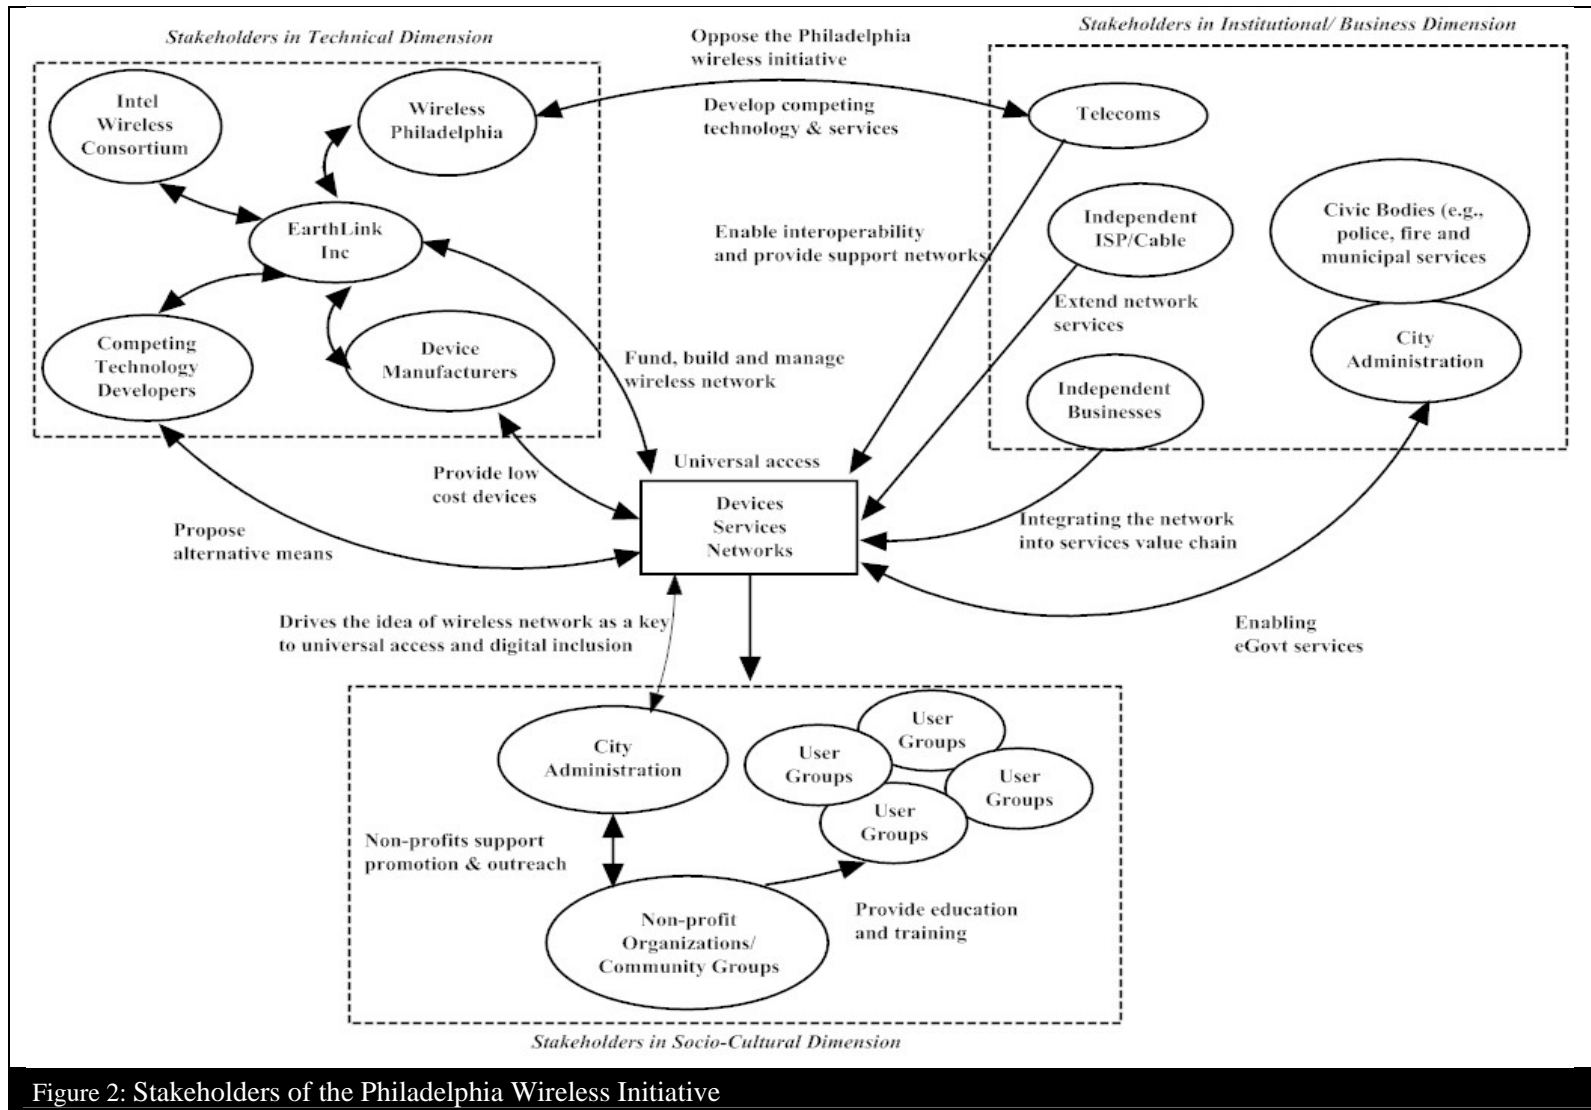 Stakeholders in Technical Dimension
Intel
Wireless
Consortium
Wireless
Philadelphia
EarthLink
Inc
Competing
Technology
Developers
Device
Manufacturers
Oppose the Philadelphia
wireless initiative
Develop competing
technology & services
Stakeholders in Institutional/ Business Dimension
Telecoms
Independent
ISP/Cable
Civic Bodies (e.g.,
police, fire and
municipal services
City
Administration
Independent
Businesses
Enable interoperability
and provide support networks
Extend network
services
Fund, build and manage
wireless network
Provide low
cost devices
Propose
alternative means
Universal access
Devices
Services
Networks
Integrating the network
into services value chain
Enabling
eGovt services
Drives the idea of wireless network as a key
to universal access and digital inclusion
City
Administration
User
Groups
User
Groups
User
Groups
User
Groups
Non-profits support
promotion & outreach
Non-profit
Organizations/
Community Groups
Provide education
and training
Stakeholders in Socio-Cultural Dimension
Figure 2: Stakeholders of the Philadelphia Wireless Initiative